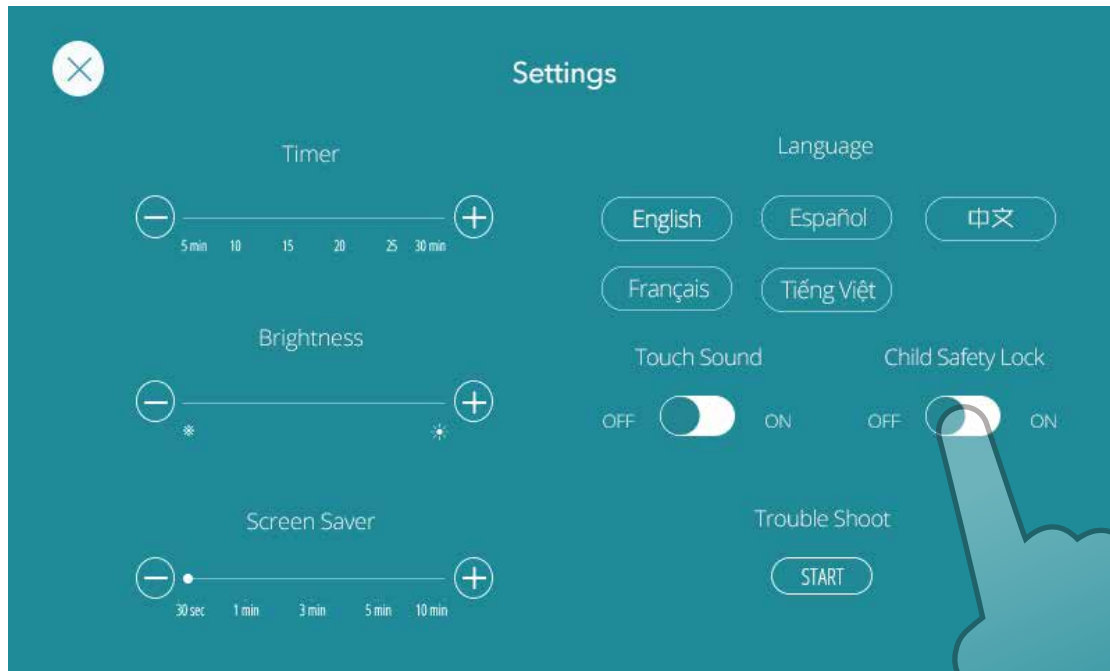 Settings
Timer
5 min 10 15 20 25 30 min
Brightness
Screen Saver
30 sec 1 min 3 min 5 min 10 min
Language
English Español 中文
Français Tiếng Việt
Touch Sound
OFF ON
Child Safety Lock
OFF ON
Trouble Shoot
START